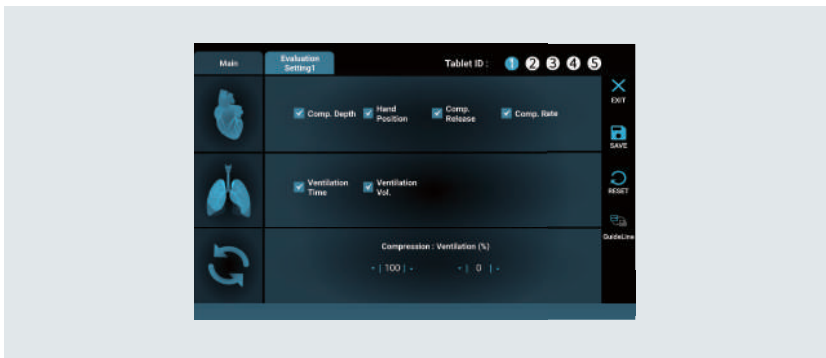 Main
Evaluation
Setting1
Tablet ID :
1 2 3 4 5
EXIT
Comp. Depth
Hand
Position
Comp.
Release
Comp. Rate
SAVE
Ventilation
Time
Ventilation
Vol.
RESET
GuideLine
Compression : Ventilation (%)
- | 100 | -
- | 0 | -